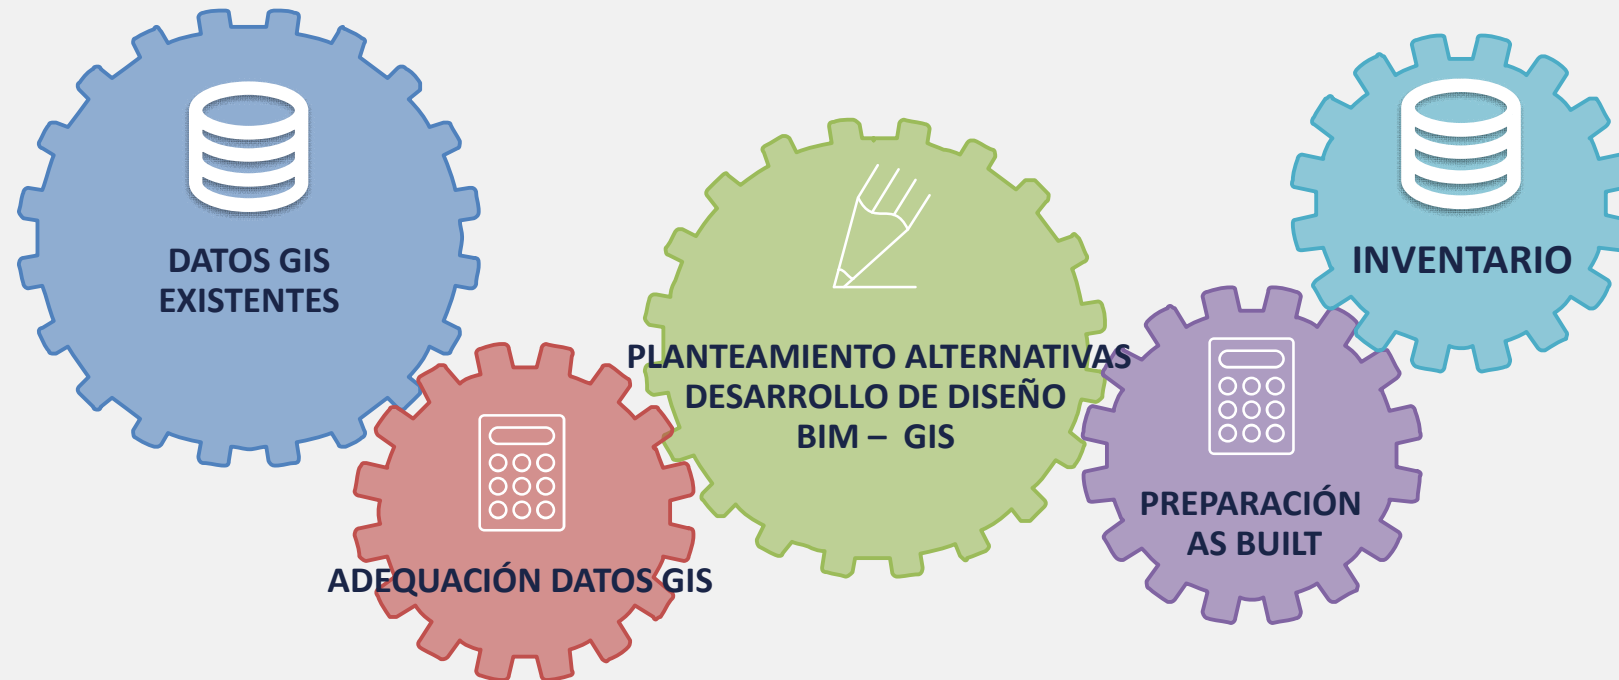 DATOS GIS
EXISTENTES
ADEQUACIÓN DATOS GIS
PLANTEAMIENTO ALTERNATIVAS
DESARROLLO DE DISEÑO
BIM – GIS
PREPARACIÓN
AS BUILT
INVENTARIO